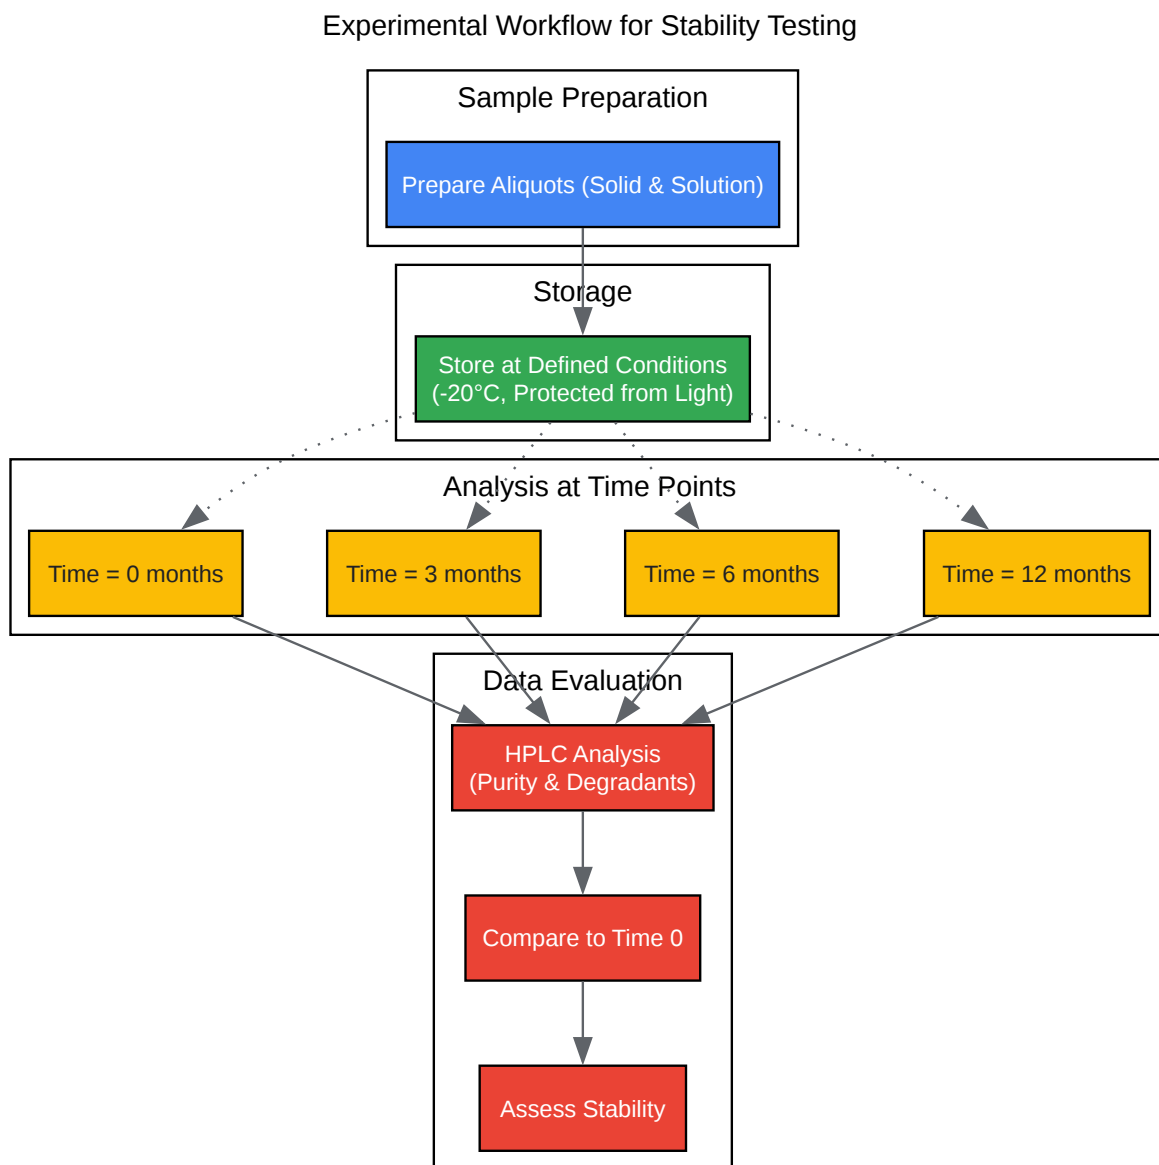 Experimental Workflow for Stability Testing
Sample Preparation
Prepare Aliquots (Solid & Solution)
Storage
Store at Defined Conditions
(-20°C, Protected from Light)
Analysis at Time Points
Time = 0 months
Time = 3 months
Time = 6 months
Time = 12 months
Data Evaluation
HPLC Analysis
(Purity & Degradants)
Compare to Time 0
Assess Stability